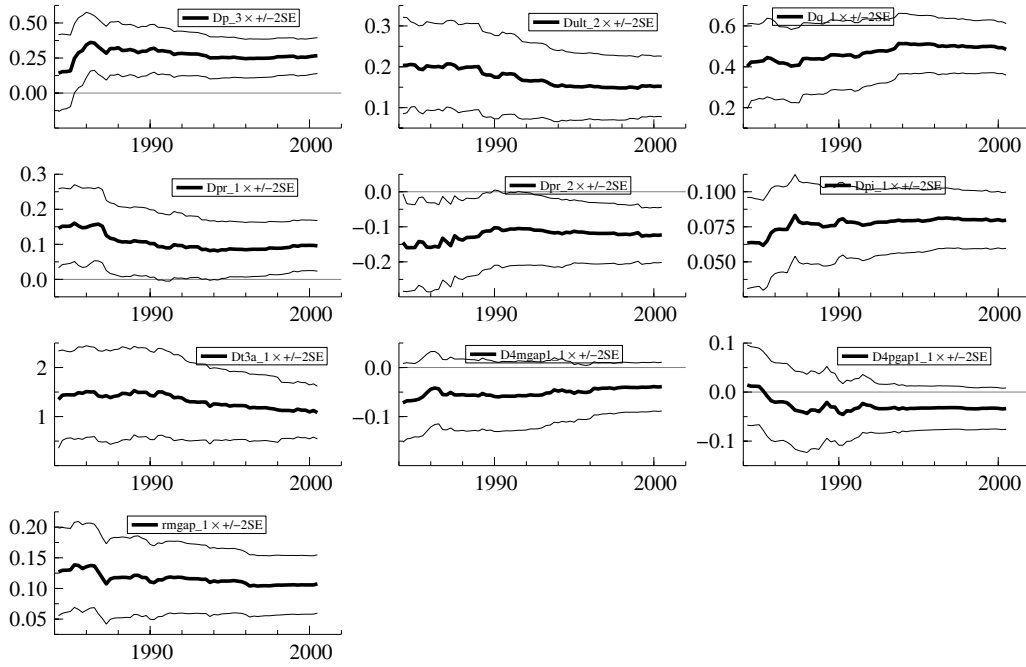 0.50 0.25 0.00 Dp_3 × +/−2SE 1990 2000
0.3 0.2 0.1 Dult_2 × +/−2SE 1990 2000
0.6 0.4 0.2 Dq_1 × +/−2SE 1990 2000
0.3 0.2 0.1 0.0 Dpr_1 × +/−2SE 1990 2000
0.0 −0.1 −0.2 Dpr_2 × +/−2SE 1990 2000
0.100 0.075 0.050 Dpi_1 × +/−2SE 1990 2000
2 1 Dt3a_1 × +/−2SE 1990 2000
0.0 −0.1 D4mgap1_1 × +/−2SE 1990 2000
0.1 0.0 −0.1 D4pgap1_1 × +/−2SE 1990 2000
0.20 0.15 0.10 0.05 rmgap_1 × +/−2SE 1990 2000